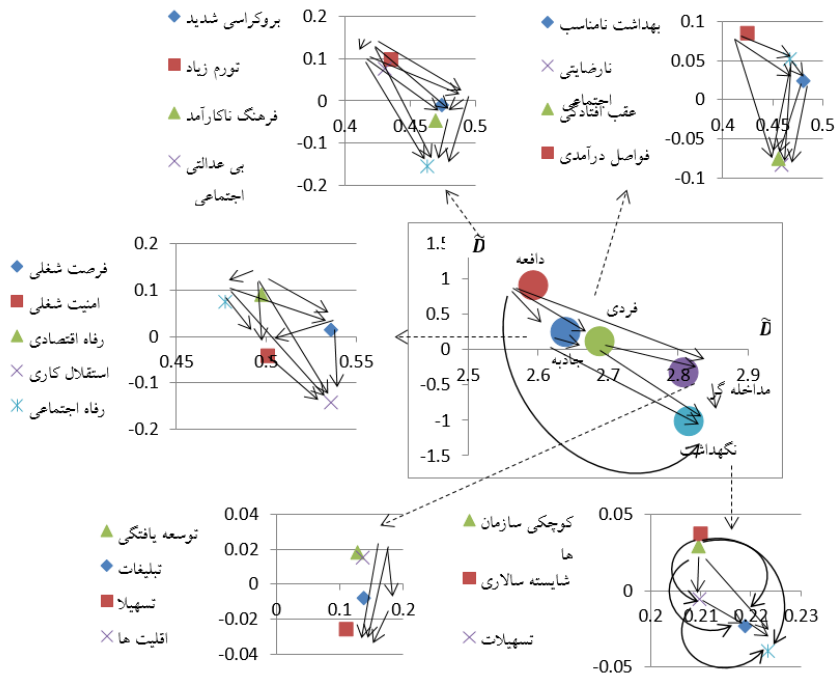 بروکراسی شدید
تورم زیاد
فرهنگ ناکارآمد
بی عدالتی
اجتماعی
0.2
0.1
0
-0.1
-0.2
0.4
0.45
0.5
بهداشت نامناسب
نارضایتی
اجتماعی
عقب افتادگی
فواصل درآمدی
0.1
0.05
0
-0.05
-0.1
0.4
0.45
0.5
فرصت شغلی
امنیت شغلی
رفاه اقتصادی
استقلال کاری
رفاه اجتماعی
0.2
0.1
0
-0.1
-0.2
0.45
0.5
0.55
D̃
D̃
1.5
1
0.5
0
-0.5
-1
-1.5
2.5
2.6
2.7
2.8
2.9
دافعه
فردی
جاذبه
مداخله گر
نگهداشت
توسعه یافتگی
تبلیغات
تسهیلا
اقلیت ها
0.04
0.02
0
-0.02
-0.04
0
0.1
0.2
کوچکی سازمان
ها
شایسته سالاری
تسهیلات
0.05
0
-0.05
0.2
0.21
0.22
0.23